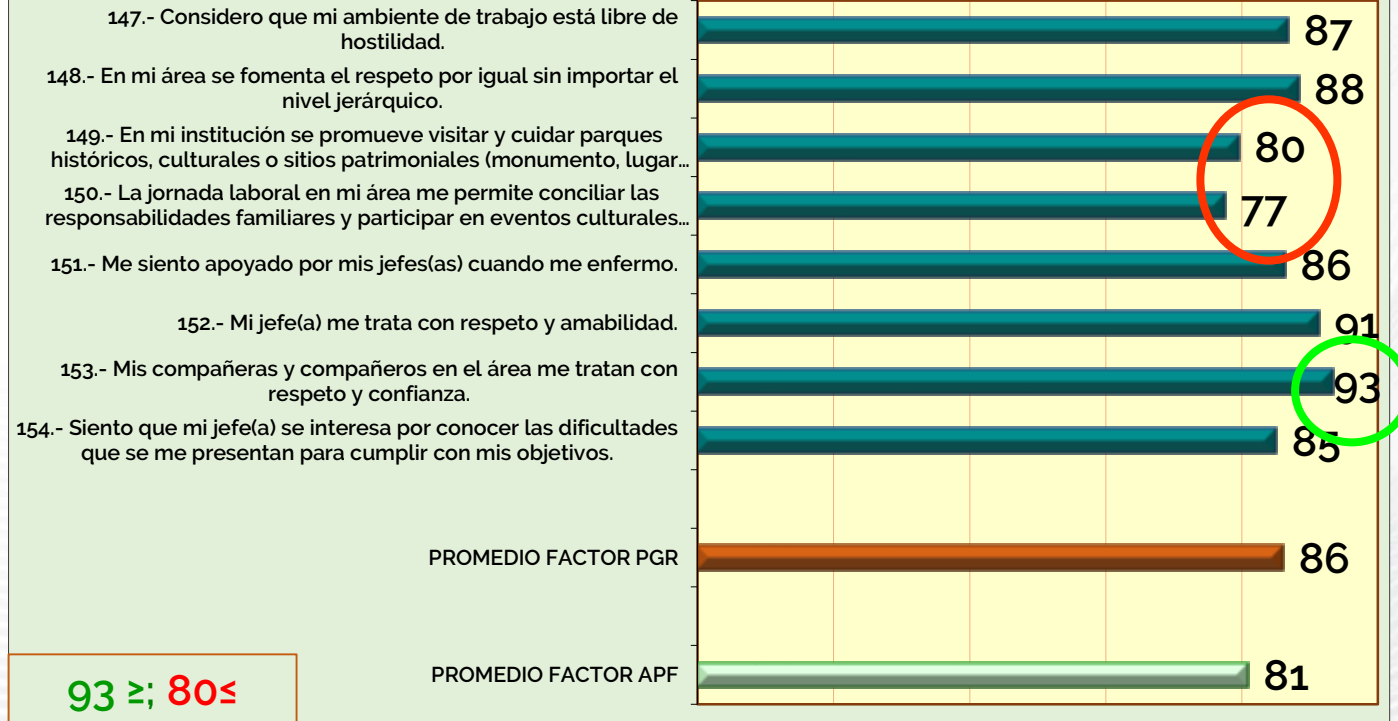 147.- Considero que mi ambiente de trabajo está libre de
hostilidad.
87
148.- En mi área se fomenta el respeto por igual sin importar el
nivel jerárquico.
88
149.- En mi institución se promueve visitar y cuidar parques
históricos, culturales o sitios patrimoniales (monumento, lugar...
80
150.- La jornada laboral en mi área me permite conciliar las
responsabilidades familiares y participar en eventos culturales...
77
151.- Me siento apoyado por mis jefes(as) cuando me enfermo.
86
152.- Mi jefe(a) me trata con respeto y amabilidad.
91
153.- Mis compañeras y compañeros en el área me tratan con
respeto y confianza.
93
154.- Siento que mi jefe(a) se interesa por conocer las dificultades
que se me presentan para cumplir con mis objetivos.
85
PROMEDIO FACTOR PGR
86
PROMEDIO FACTOR APF
81
93 ≥; 80≤